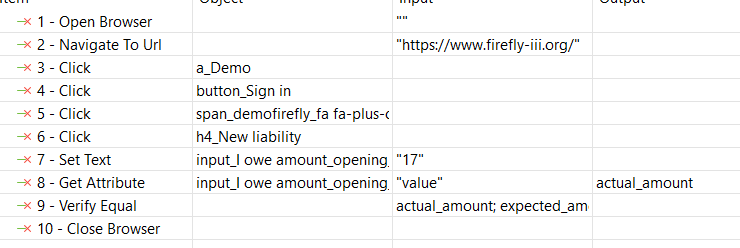 Item Object Input Output
1 - Open Browser ""
2 - Navigate To Url "https://www.firefly-iii.org/"
3 - Click a_Demo
4 - Click button_Sign in
5 - Click span_demofirefly_fa fa-plus-c
6 - Click h4_New liability
7 - Set Text input_I owe amount_opening_ "17"
8 - Get Attribute input_I owe amount_opening_ "value" actual_amount
9 - Verify Equal actual_amount; expected_am
10 - Close Browser